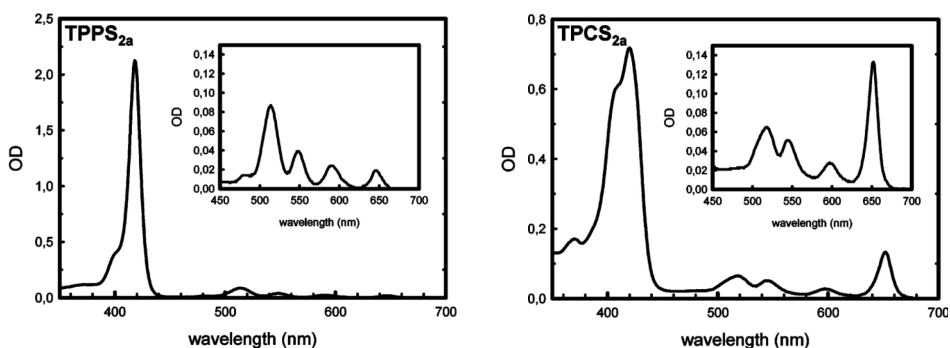 TPPS2a
OD
2,5
2,0
1,5
1,0
0,5
0,0
400 500 600 700
wavelength (nm)
OD
0,14
0,12
0,10
0,08
0,06
0,04
0,02
0,00
450 500 550 600 650 700
wavelength (nm)
TPCS2a
OD
0,8
0,6
0,4
0,2
0,0
400 500 600 700
wavelength (nm)
OD
0,14
0,12
0,10
0,08
0,06
0,04
0,02
0,00
450 500 550 600 650 700
wavelength (nm)